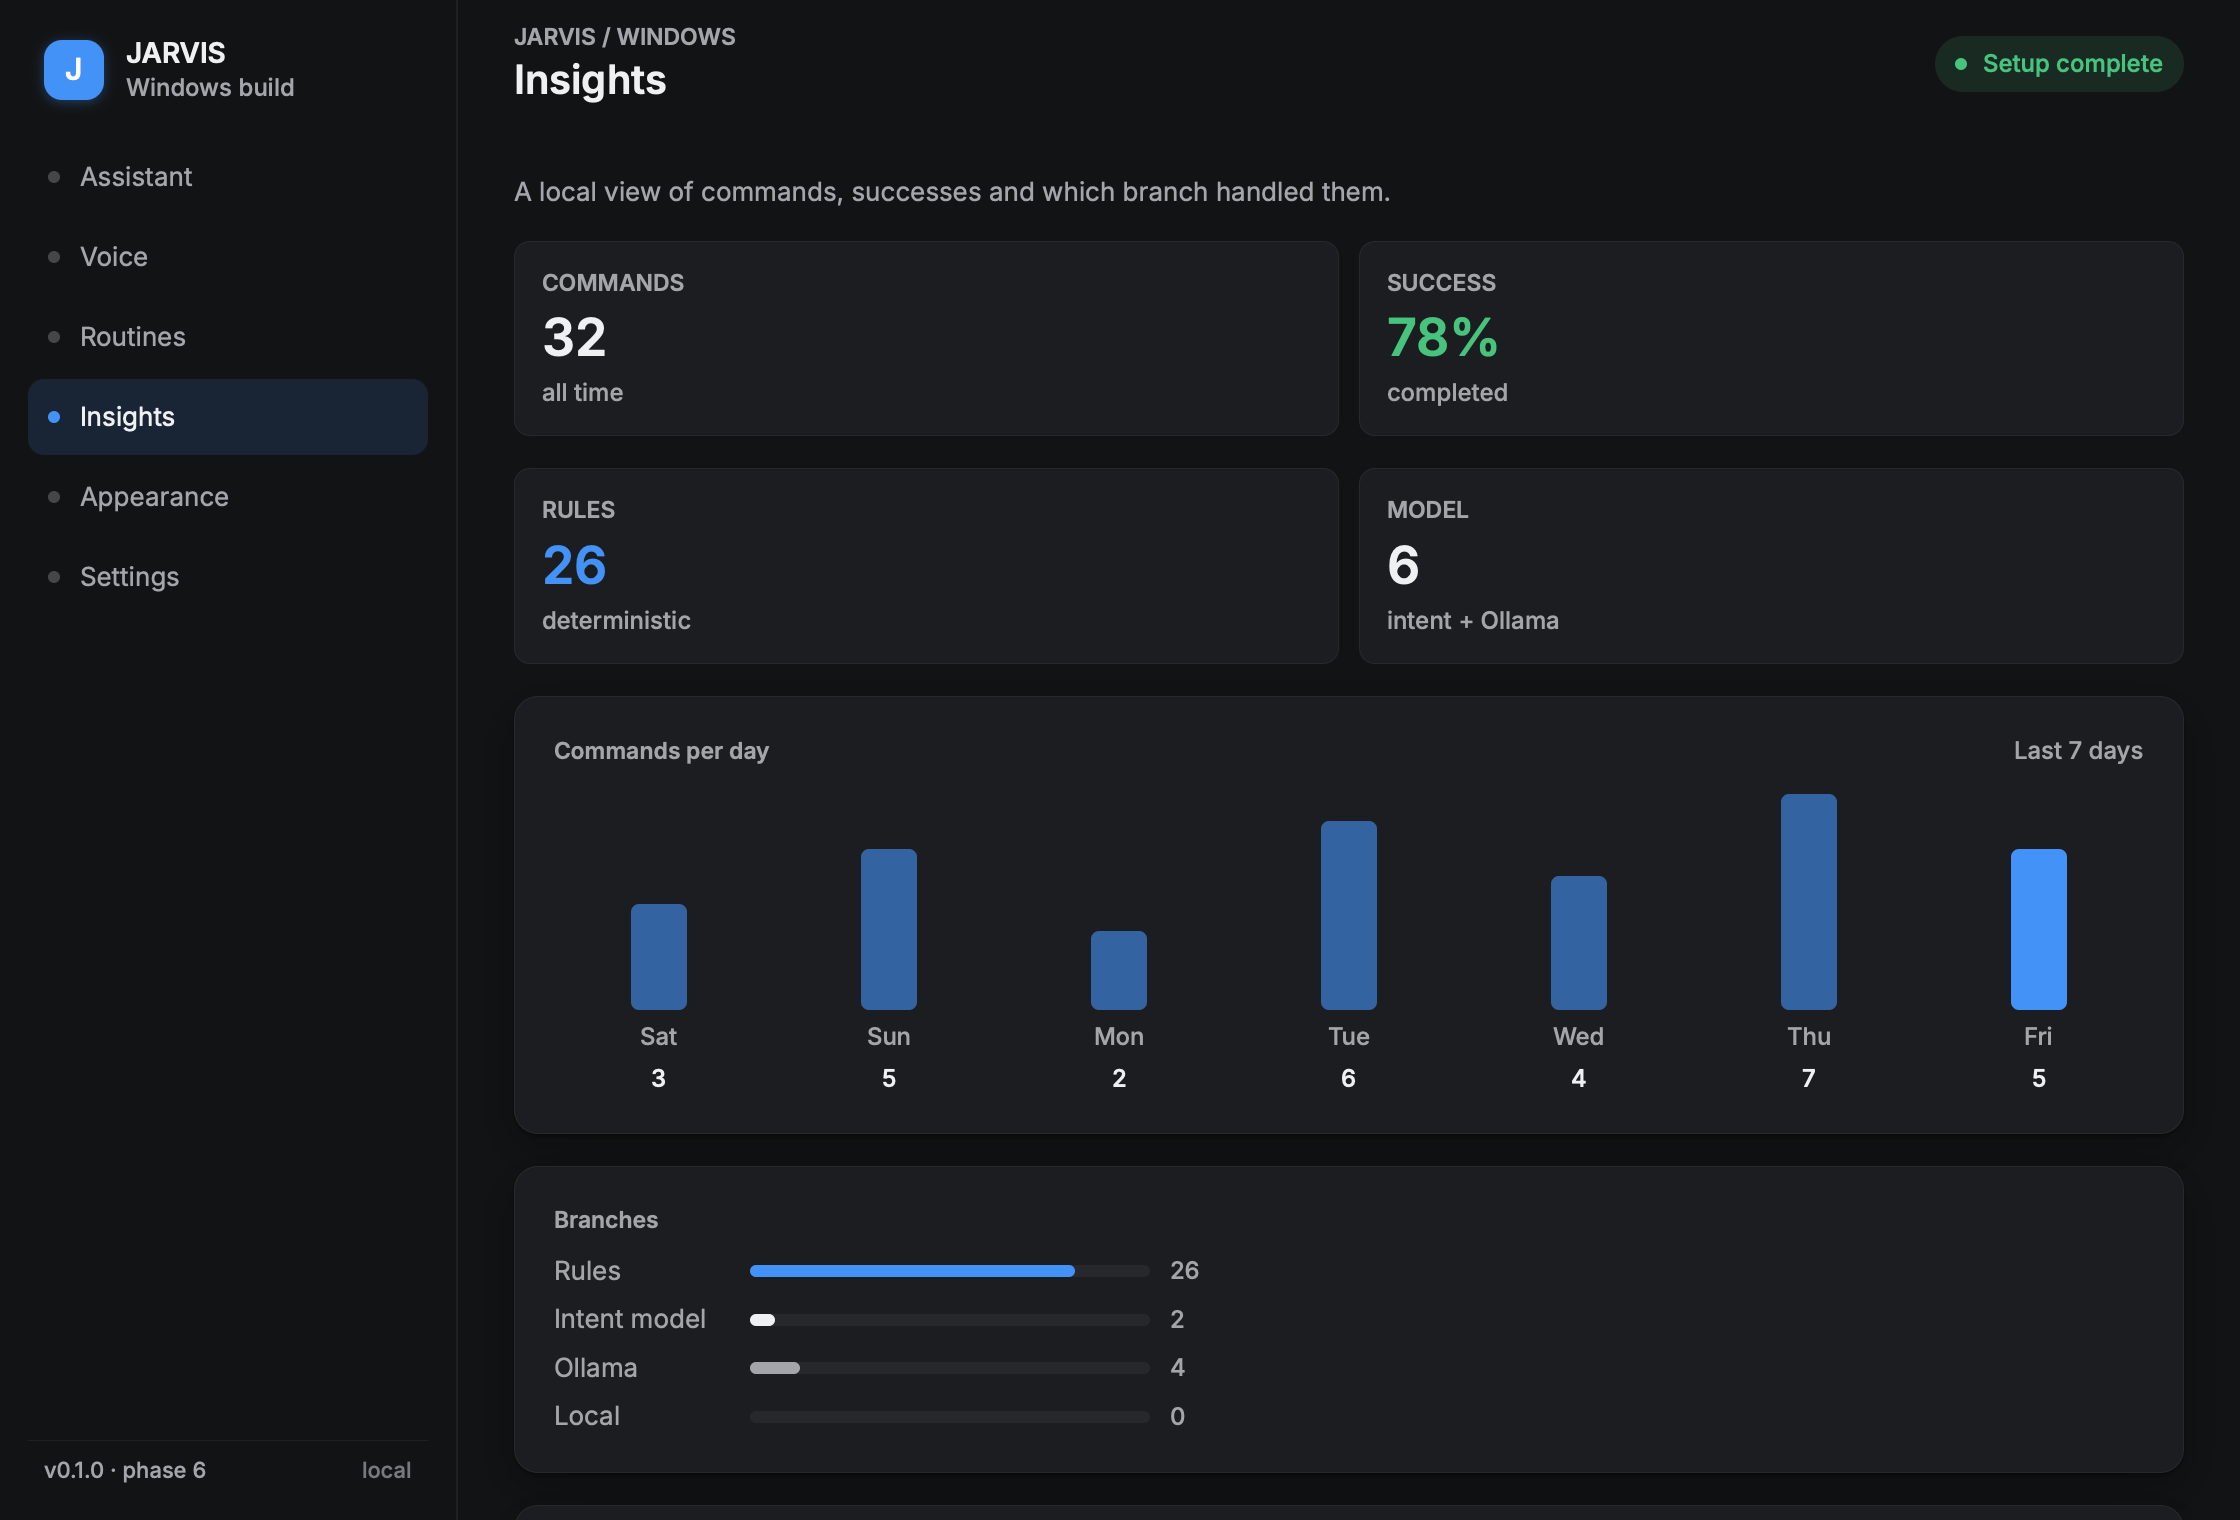 J
JARVIS
Windows build
Assistant
Voice
Routines
Insights
Appearance
Settings
v0.1.0 · phase 6
local
JARVIS / WINDOWS
Insights
Setup complete
A local view of commands, successes and which branch handled them.
COMMANDS
32
all time
SUCCESS
78%
completed
RULES
26
deterministic
MODEL
6
intent + Ollama
Commands per day
Last 7 days
Sat Sun Mon Tue Wed Thu Fri
3 5 2 6 4 7 5
Branches
Rules 26
Intent model 2
Ollama 4
Local 0